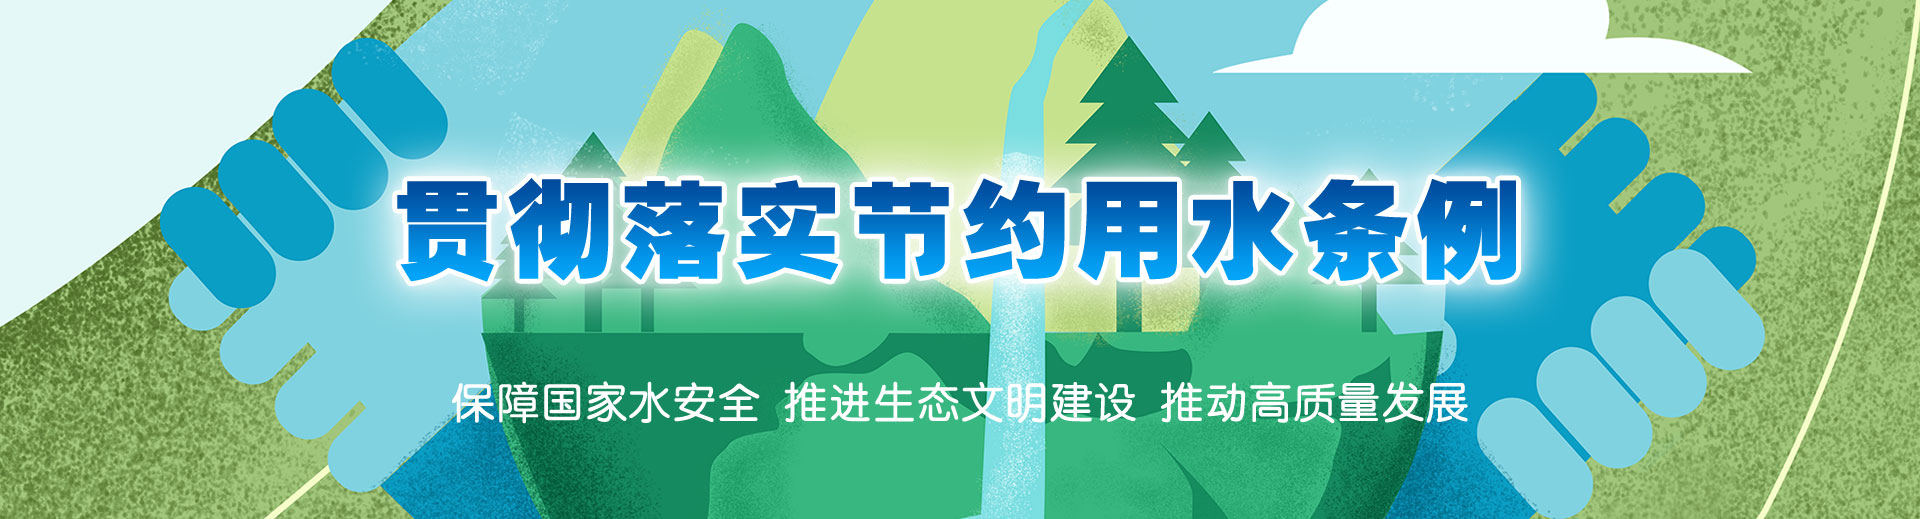 贯彻落实节约用水条例
保障国家水安全 推进生态文明建设 推动高质量发展